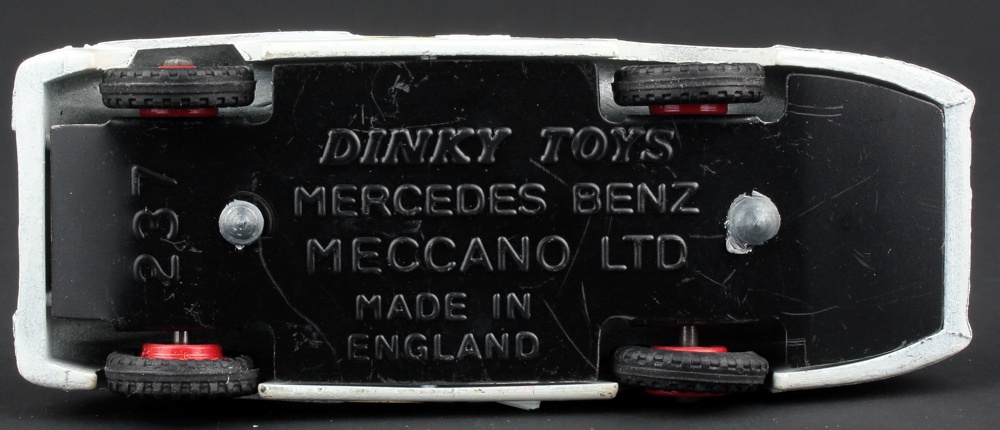 DINKY TOYS
MERCEDES BENZ
MECCANO LTD
MADE IN
ENGLAND
237